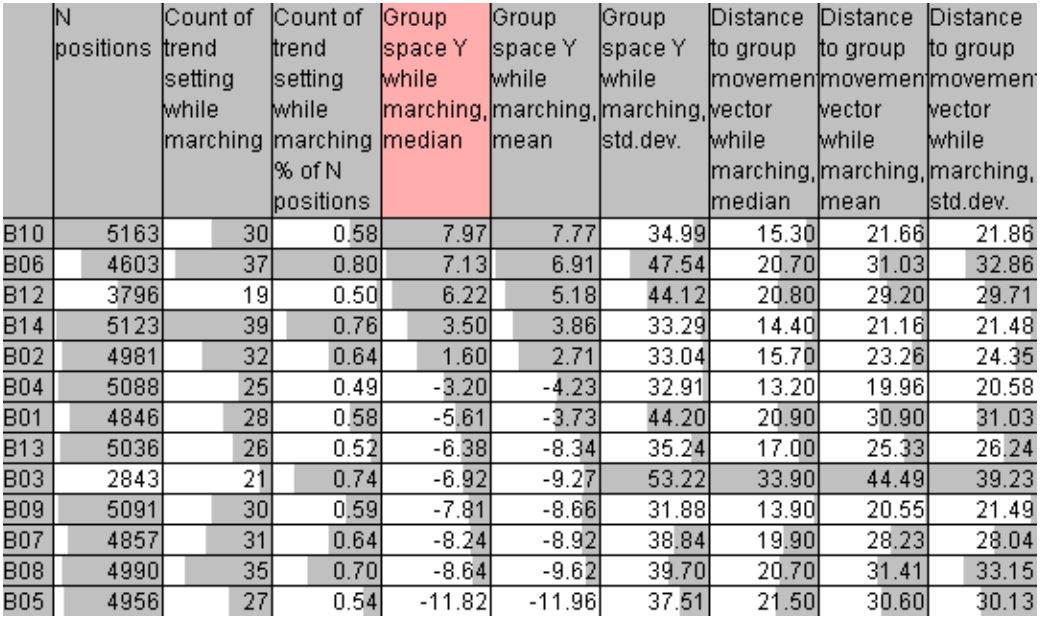 N positions | Count of trend setting while marching | Count of trend setting while marching % of N positions | Group space Y while marching, median | Group space Y while marching, mean | Group space Y while marching, std.dev. | Distance to group movement vector while marching, median | Distance to group movement vector while marching, mean | Distance to group movemen vector while marching, std.dev.
B10 5163 30 0.58 7.97 7.77 34.99 15.30 21.66 21.86
B06 4603 37 0.80 7.13 6.91 47.54 20.70 31.03 32.86
B12 3796 19 0.50 6.22 5.18 44.12 20.80 29.20 29.71
B14 5123 39 0.76 3.50 3.86 33.29 14.40 21.16 21.48
B02 4981 32 0.64 1.60 2.71 33.04 15.70 23.26 24.35
B04 5088 25 0.49 -3.20 -4.23 32.91 13.20 19.96 20.58
B01 4846 28 0.58 -5.61 -3.73 44.20 20.90 30.90 31.03
B13 5036 26 0.52 -6.38 -8.34 35.24 17.00 25.33 26.24
B03 2843 21 0.74 -6.92 -9.27 53.22 33.90 44.49 39.23
B09 5091 30 0.59 -7.81 -8.66 31.88 13.90 20.55 21.49
B07 4857 31 0.64 -8.24 -8.92 38.84 19.90 28.23 28.04
B08 4990 35 0.70 -8.64 -9.62 39.70 20.70 31.41 33.15
B05 4956 27 0.54 -11.82 -11.96 37.51 21.50 30.60 30.13